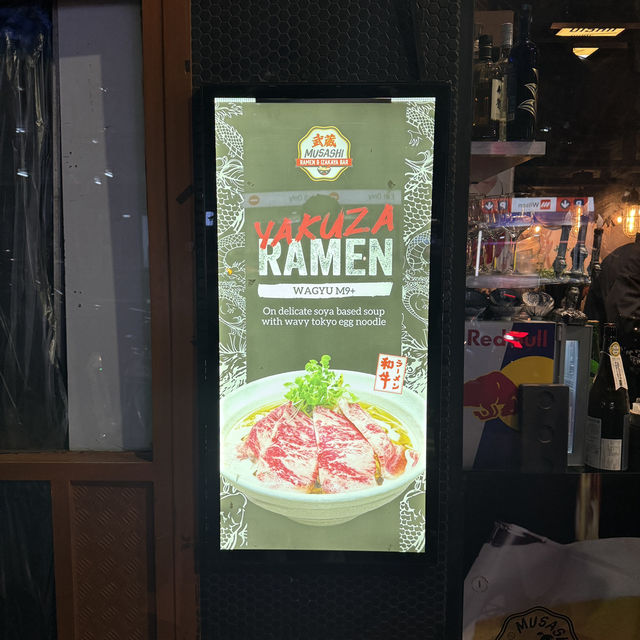 武蔵
MUSASHI
RAMEN & IZAKAYA BAR
YAKUZA
RAMEN
WAGYU M9+
On delicate soya based soup
with wavy tokyo egg noodle
ラーメン
和牛
Red Bull
MUSASHI